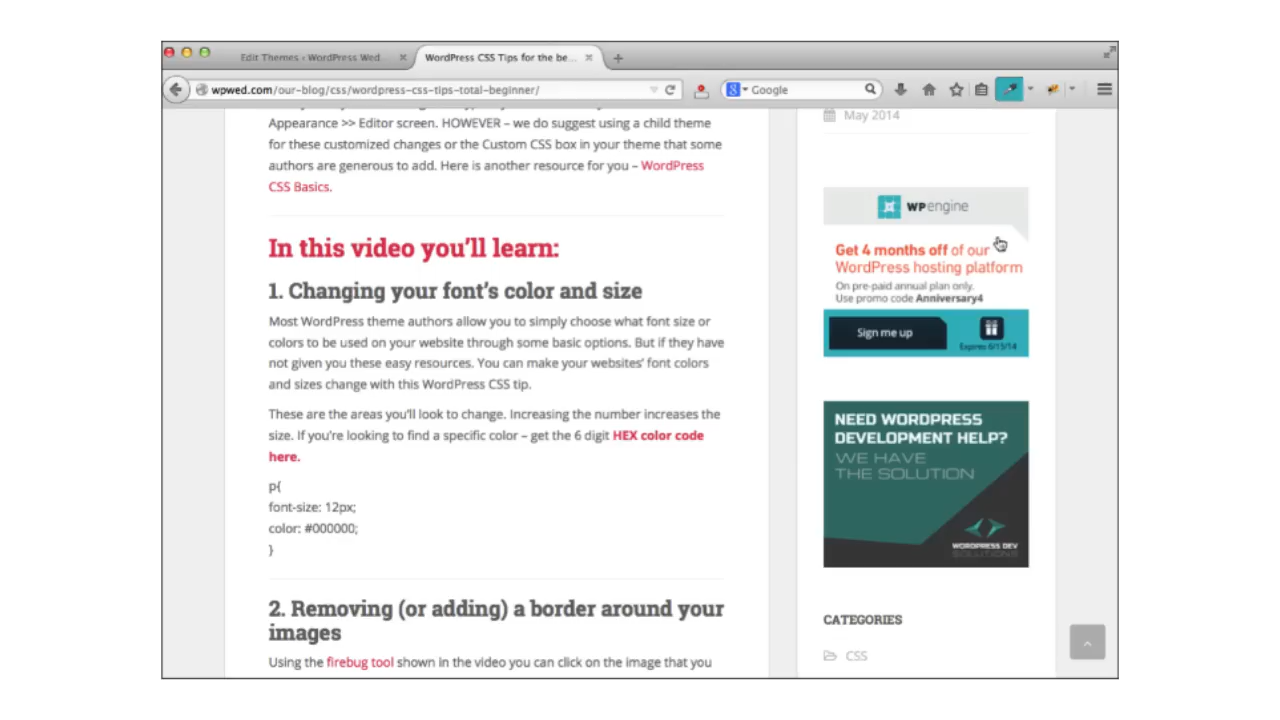 Edit Themes ‹ WordPress Wed...
WordPress CSS Tips for the be...
wpwed.com/our-blog/css/wordpress-css-tips-total-beginner/
Google
Appearance >> Editor screen. HOWEVER – we do suggest using a child theme
for these customized changes or the Custom CSS box in your theme that some
authors are generous to add. Here is another resource for you – WordPress
CSS Basics.
In this video you'll learn:
1. Changing your font's color and size
Most WordPress theme authors allow you to simply choose what font size or
colors to be used on your website through some basic options. But if they have
not given you these easy resources. You can make your websites' font colors
and sizes change with this WordPress CSS tip.
These are the areas you'll look to change. Increasing the number increases the
size. If you're looking to find a specific color – get the 6 digit HEX color code
here.
p{
font-size: 12px;
color: #000000;
}
2. Removing (or adding) a border around your
images
Using the firebug tool shown in the video you can click on the image that you
May 2014
WPengine
Get 4 months off of our
WordPress hosting platform
On pre-paid annual plan only.
Use promo code Anniversary4
Sign me up
Expires 6/15/14
NEED WORDPRESS
DEVELOPMENT HELP?
WE HAVE
THE SOLUTION
WORDPRESS DEV
SOLUTIONS
CATEGORIES
CSS